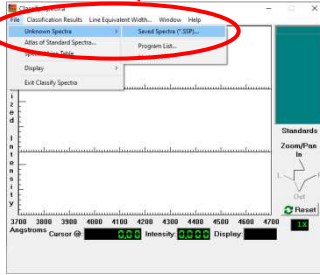 Classify Spectra
File Classification Results Line Equivalent Width... Window Help
Unknown Spectra > Saved Spectra (*.SSP)...
Atlas of Standard Spectra...
Program List...
Table
Display >
Exit Classify Spectra
i
z
e
d
I
n
t
e
n
s
i
t
y
Standards
Zoom/Pan
In
L
Out
Reset
1X
3700 3800 3900 4000 4100 4200 4300 4400 4500 4600 4700
Angstroms
Cursor @: 0.00 Intensity: 0.000 Display: